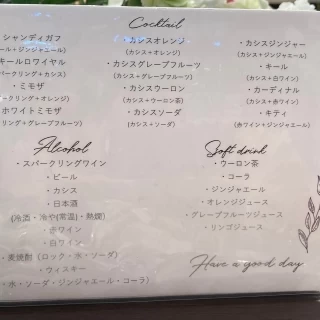 Cocktail
シャンディガフ
ール+ジンジャエール)
キールロワイヤル
パークリング+カシス)
・ミモザ
クリング+オレンジ)
ホワイトミモザ
リング+グレープフルーツ)
・カシスオレンジ
(カシス+オレンジ)
・カシスグレープフルーツ
(カシス+グレープフルーツ)
・カシスウーロン
(カシス+ウーロン茶)
・カシスソーダ
(カシス+ソーダ)
・カシスジンジャー
(カシス+ジンジャエール)
・キール
(カシス+白ワイン)
・カーディナル
(カシス+赤ワイン)
・キティ
(赤ワイン+ジンジャエール)
Alcohol
・スパークリングワイン
・ビール
・カシス
・日本酒
(冷酒・冷や(常温)・熱燗)
・赤ワイン
・白ワイン
・麦焼酎(ロック・水・ソーダ)
・ウィスキー
・水・ソーダ・ジンジャエール・コーラ)
Soft drink
・ウーロン茶
・コーラ
・ジンジャエール
・オレンジジュース
・グレープフルーツジュース
・リンゴジュース
Have a good day